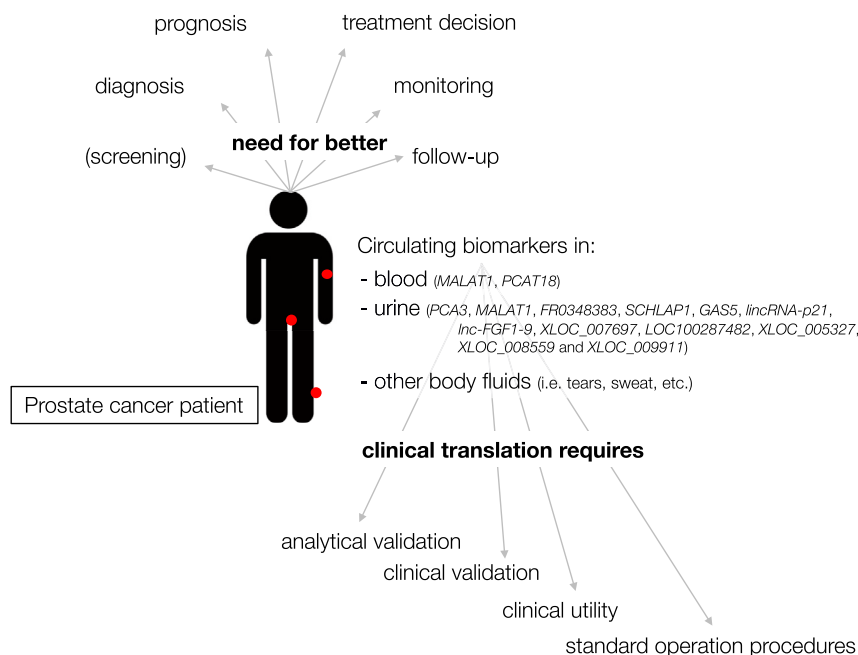 prognosis
treatment decision
diagnosis
monitoring
need for better
(screening)
follow-up
Circulating biomarkers in:
- blood (MALAT1, PCAT18)
- urine (PCA3, MALAT1, FR0348383, SCHLAP1, GAS5, lincRNA-p21,
lnc-FGF1-9, XLOC_007697, LOC100287482, XLOC_005327,
XLOC_008559 and XLOC_009911)
- other body fluids (i.e. tears, sweat, etc.)
Prostate cancer patient
clinical translation requires
analytical validation
clinical validation
clinical utility
standard operation procedures